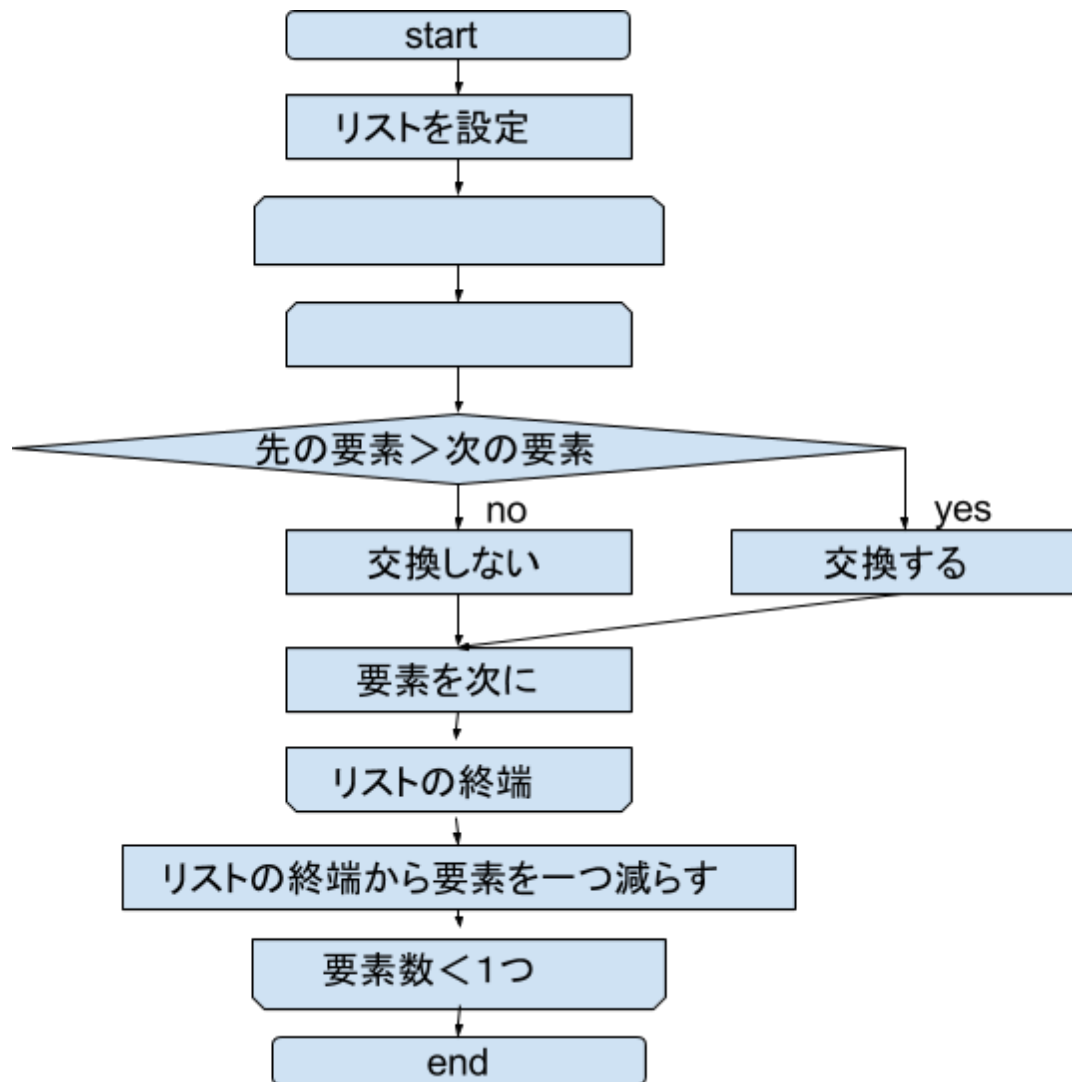 start
リストを設定
先の要素＞次の要素
no
yes
交換しない
交換する
要素を次に
リストの終端
リストの終端から要素を一つ減らす
要素数＜1つ
end